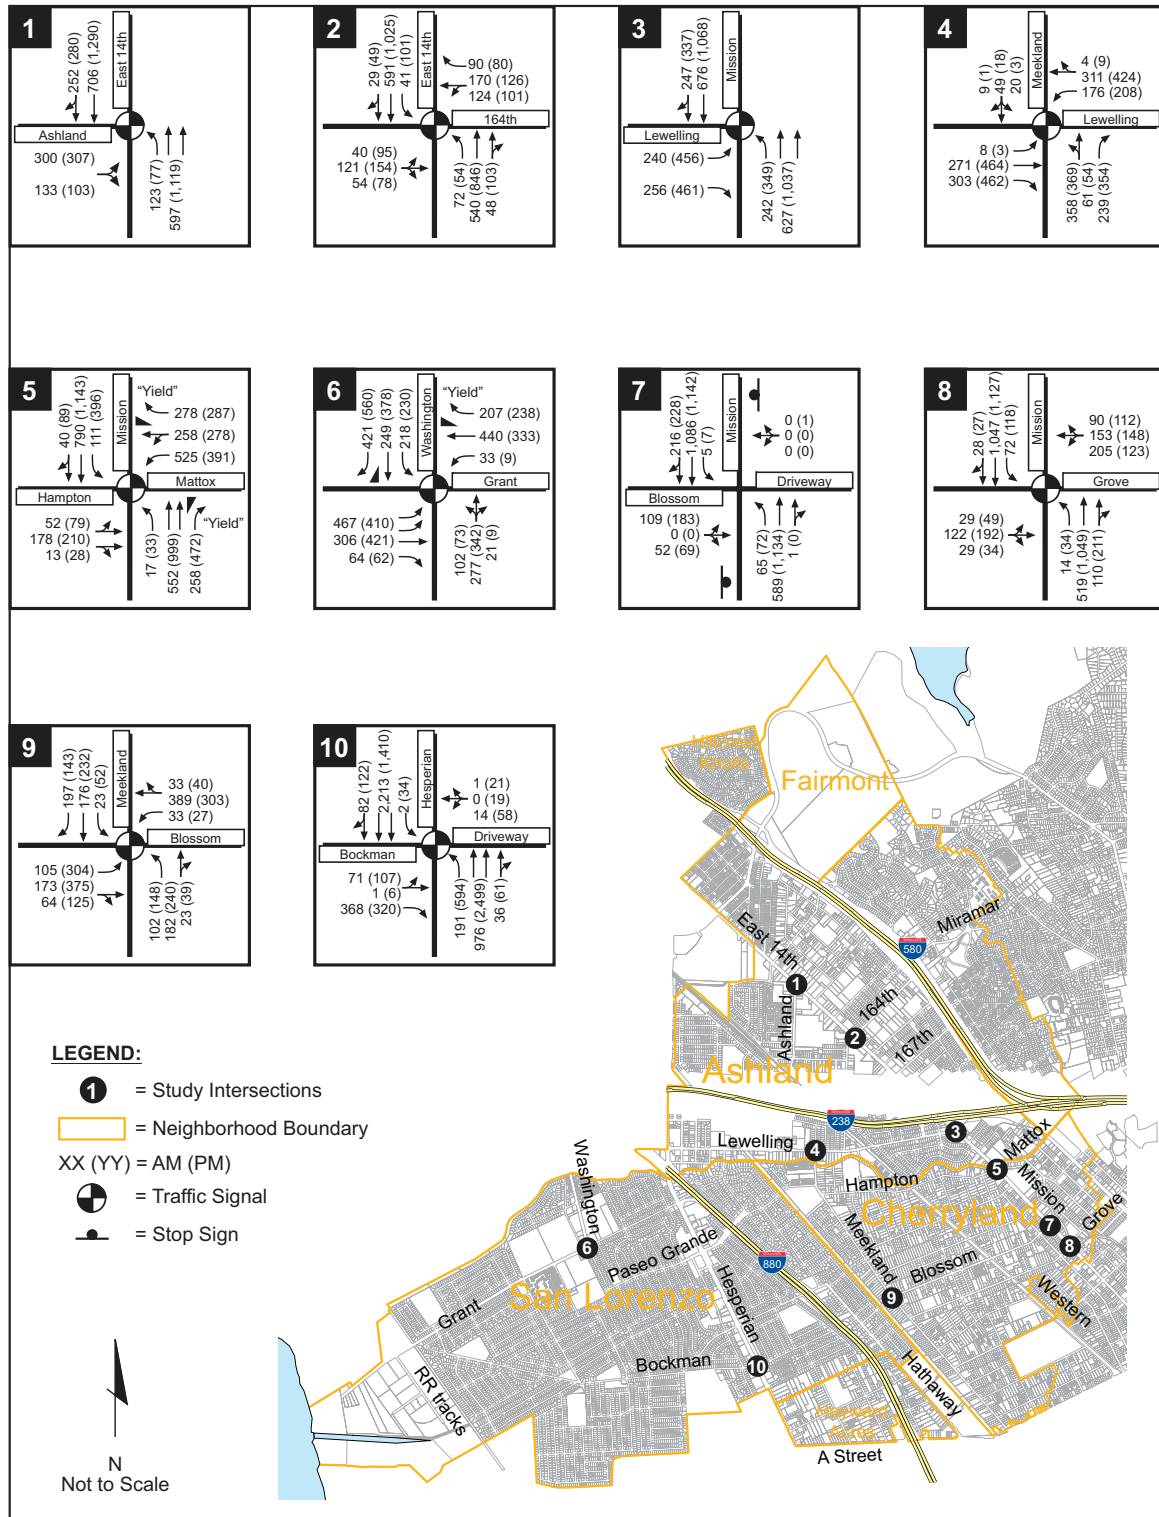 1
252 (280)
706 (1,290)
East 14th
Ashland
300 (307)
133 (103)
123 (77)
597 (1,119)
2
29 (49)
591 (1,025)
41 (101)
East 14th
90 (80)
170 (126)
124 (101)
164th
40 (95)
121 (154)
54 (78)
72 (54)
540 (846)
48 (103)
3
247 (337)
676 (1,068)
Mission
Lewelling
240 (456)
256 (461)
242 (349)
627 (1,037)
4
9 (1)
49 (18)
20 (3)
Meekland
4 (9)
311 (424)
176 (208)
Lewelling
8 (3)
271 (464)
303 (462)
358 (369)
61 (54)
239 (354)
5
40 (89)
790 (1,143)
111 (396)
Mission
"Yield"
278 (287)
258 (278)
525 (391)
Hampton
Mattox
52 (79)
178 (210)
13 (28)
17 (33)
552 (999)
258 (472)
"Yield"
6
421 (560)
249 (378)
218 (230)
Washington
"Yield"
207 (238)
440 (333)
33 (9)
Grant
467 (410)
306 (421)
64 (62)
102 (73)
277 (342)
21 (9)
7
216 (228)
1,086 (1,142)
5 (7)
Mission
0 (1)
0 (0)
0 (0)
Blossom
Driveway
109 (183)
0 (0)
52 (69)
65 (72)
589 (1,134)
1 (0)
8
28 (27)
1,047 (1,127)
72 (118)
Mission
90 (112)
153 (148)
205 (123)
Grove
29 (49)
122 (192)
29 (34)
14 (34)
519 (1,049)
110 (211)
9
197 (143)
176 (232)
23 (52)
Meekland
33 (40)
389 (303)
33 (27)
Blossom
105 (304)
173 (375)
64 (125)
102 (148)
182 (240)
23 (39)
10
82 (122)
2,213 (1,410)
2 (34)
Hesperian
1 (21)
0 (19)
14 (58)
Bockman
Driveway
71 (107)
1 (6)
368 (320)
191 (594)
976 (2,499)
36 (61)
Hillcrest
Knolls
Fairmont
Miramar
580
East 14th
1
Ashland
164th
2
167th
Ashland
238
Lewelling
4
3
Mattox
5
Hampton
Mission
Cherryland
7
Grove
8
Washington
6
Paseo Grande
880
Meekland
Blossom
9
Western
San Lorenzo
Hesperian
Grant
Bockman
10
Hathaway
RR tracks
Hayward
Acres
A Street
LEGEND:
1 = Study Intersections
= Neighborhood Boundary
XX (YY) = AM (PM)
= Traffic Signal
= Stop Sign
N
Not to Scale